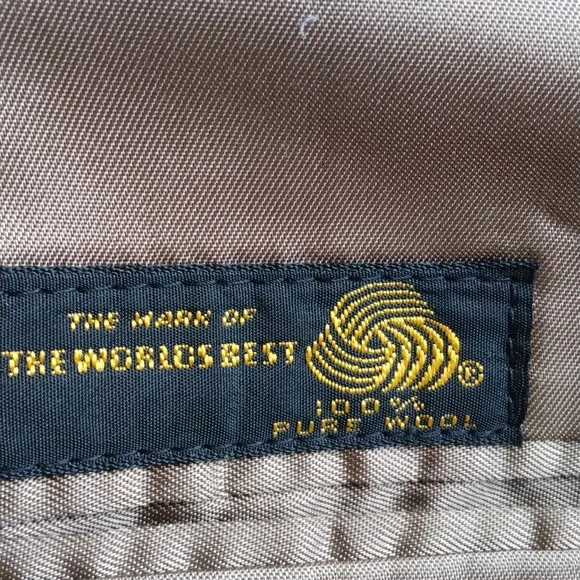 THE MARK OF
THE WORLDS BEST
®
100%
PURE WOOL